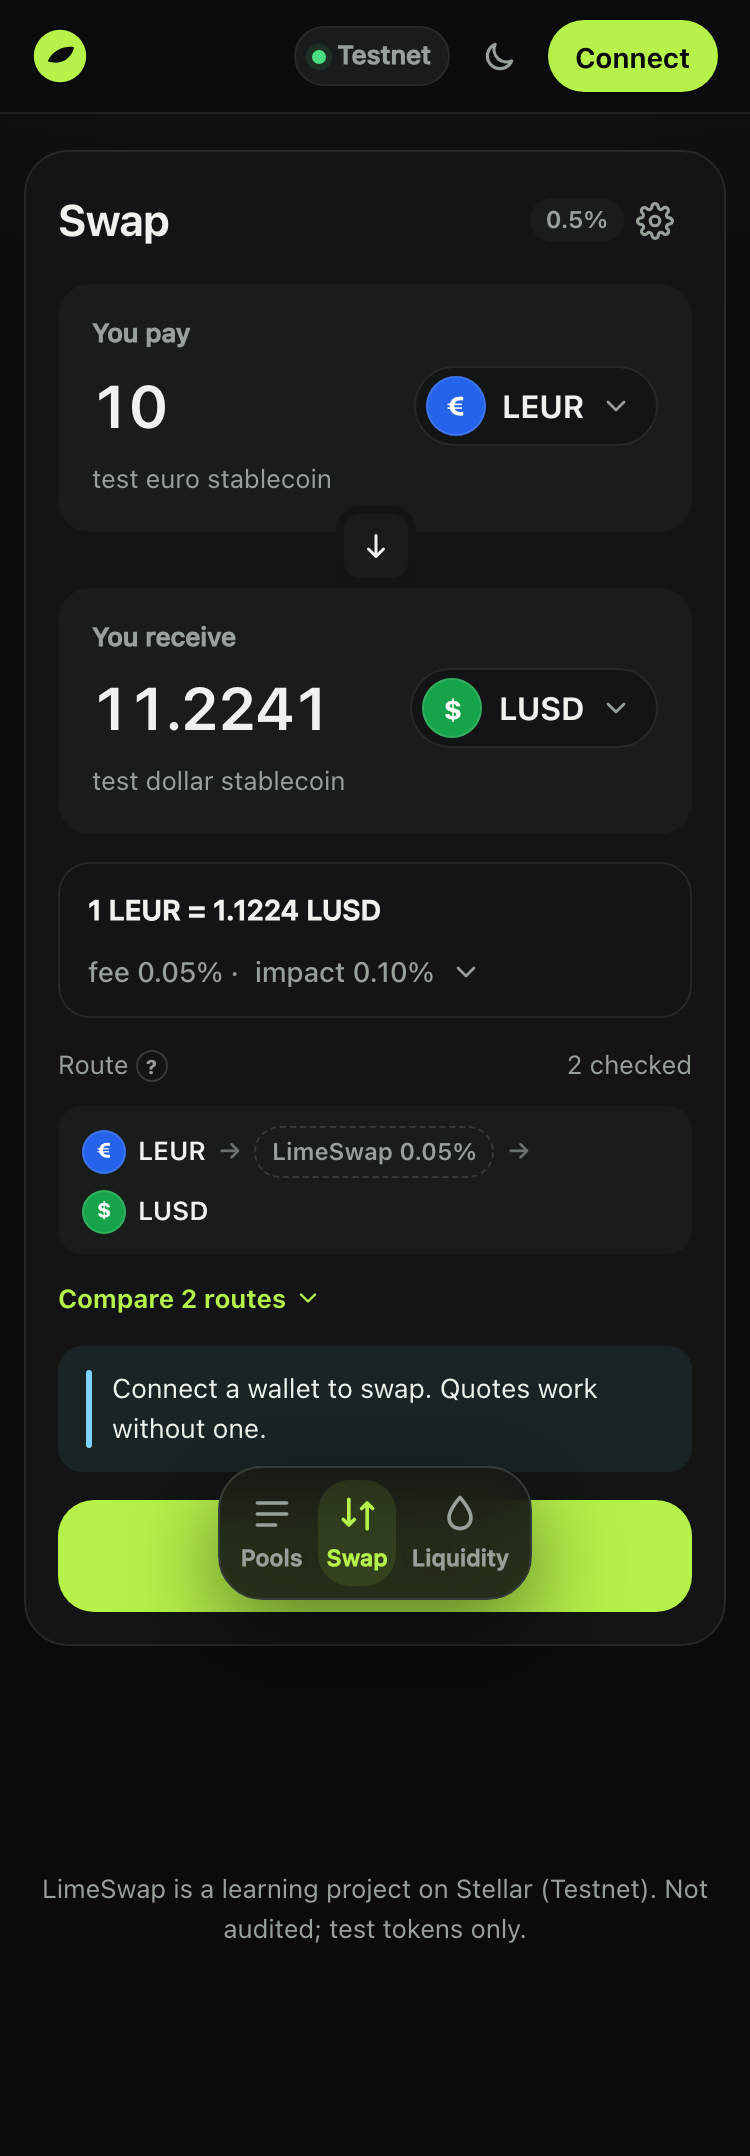 Testnet
Connect
Swap
0.5%
You pay
10
€ LEUR
test euro stablecoin
You receive
11.2241
$ LUSD
test dollar stablecoin
1 LEUR = 1.1224 LUSD
fee 0.05% · impact 0.10%
Route ?
2 checked
€ LEUR → LimeSwap 0.05% →
$ LUSD
Compare 2 routes
Connect a wallet to swap. Quotes work
without one.
Pools
Swap
Liquidity
LimeSwap is a learning project on Stellar (Testnet). Not
audited; test tokens only.